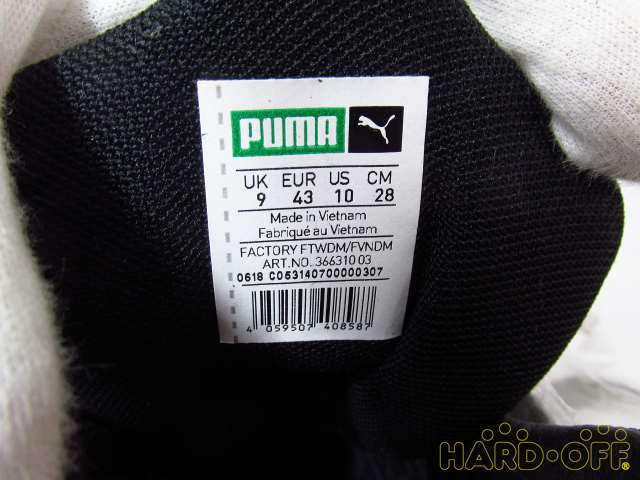 PUMA
UK EUR US CM
9 43 10 28
Made in Vietnam
Fabriqué au Vietnam
FACTORY FTWDM/FVNDM
ART.NO. 366310 03
0618 C063140700000307
4 059507 408587
HARD·OFF